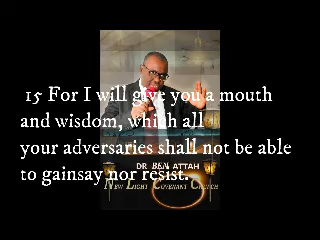 15 For I will give you a mouth
and wisdom, which all
your adversaries shall not be able
DR BEN ATTAH
to gainsay nor resist.
New Light Covenant Church